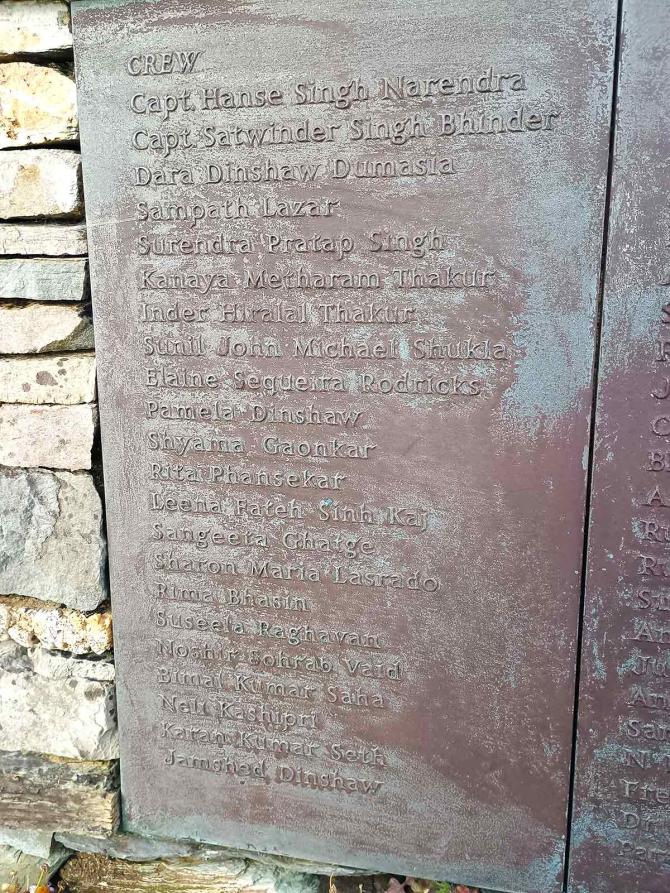 CREW
Capt. Hanse Singh Narendra
Capt. Satwinder Singh Bhinder
Dara Dinshaw Dumasia
Sampath Lazar
Surendra Pratap Singh
Kanaya Metharam Thakur
Inder Hiralal Thakur
Sunil John Michael Shukla
Elaine Sequeira Rodricks
Pamela Dinshaw
Shyama Gaonkar
Rita Phansekar
Leena Fateh Sinh Kaj
Sangeeta Ghatge
Sharon Maria Lasrado
Rima Bhasin
Suseela Raghavan
Noshir Sohrab Vaid
Bimal Kumar Saha
Neli Kashipri
Karan Kumar Seth
Jamshed Dinshaw